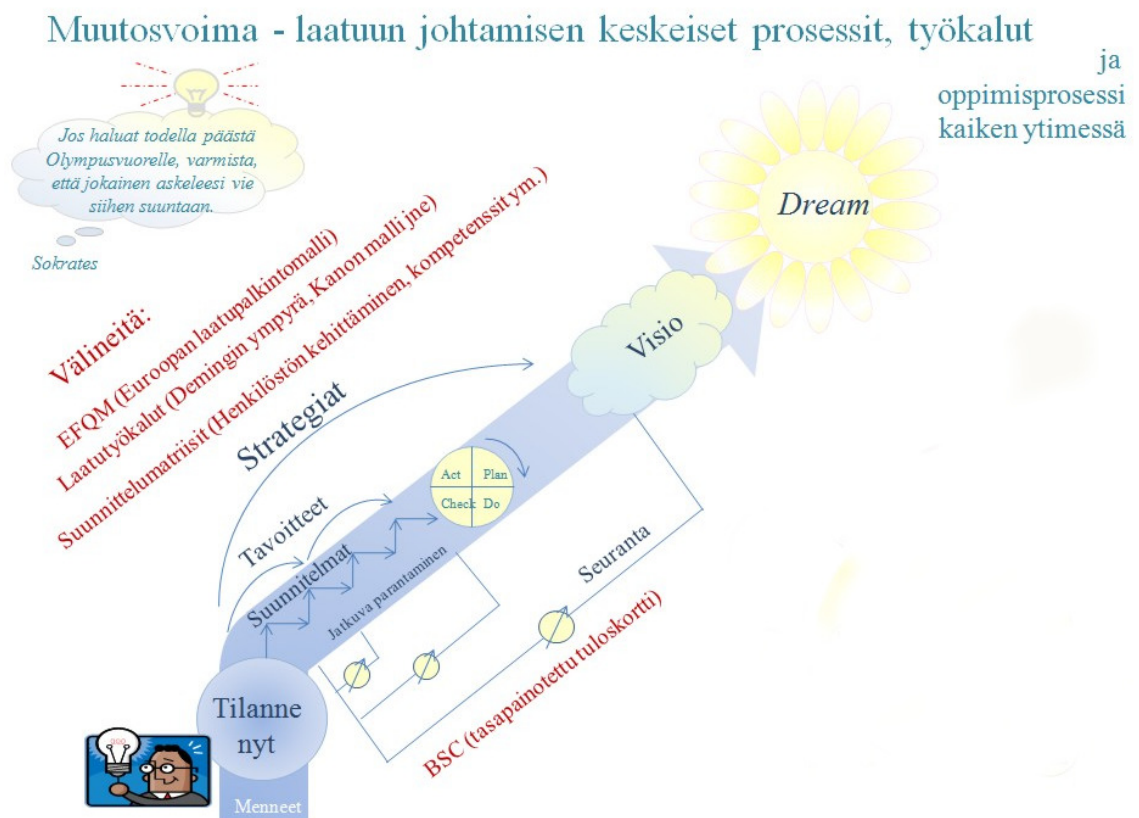 Muutosvoima - laatuun johtamisen keskeiset prosessit, työkalut
ja
oppimisprosessi
kaiken ytimessä
Jos haluat todella päästä
Olympusvuorelle, varmista,
että jokainen askeleesi vie
siihen suuntaan.
Sokrates
Dream
Visio
Välineitä:
EFQM (Euroopan laatupalkintomalli)
Laatutyökalut (Demingin ympyrä, Kanon malli jne)
Suunnittelumatriisit (Henkilöstön kehittäminen, kompetenssit ym.)
Strategiat
Tavoitteet
Suunnitelmat
Jatkuva parantaminen
Act Plan
Check Do
Seuranta
BSC (tasapainotettu tuloskortti)
Tilanne
nyt
Menneet